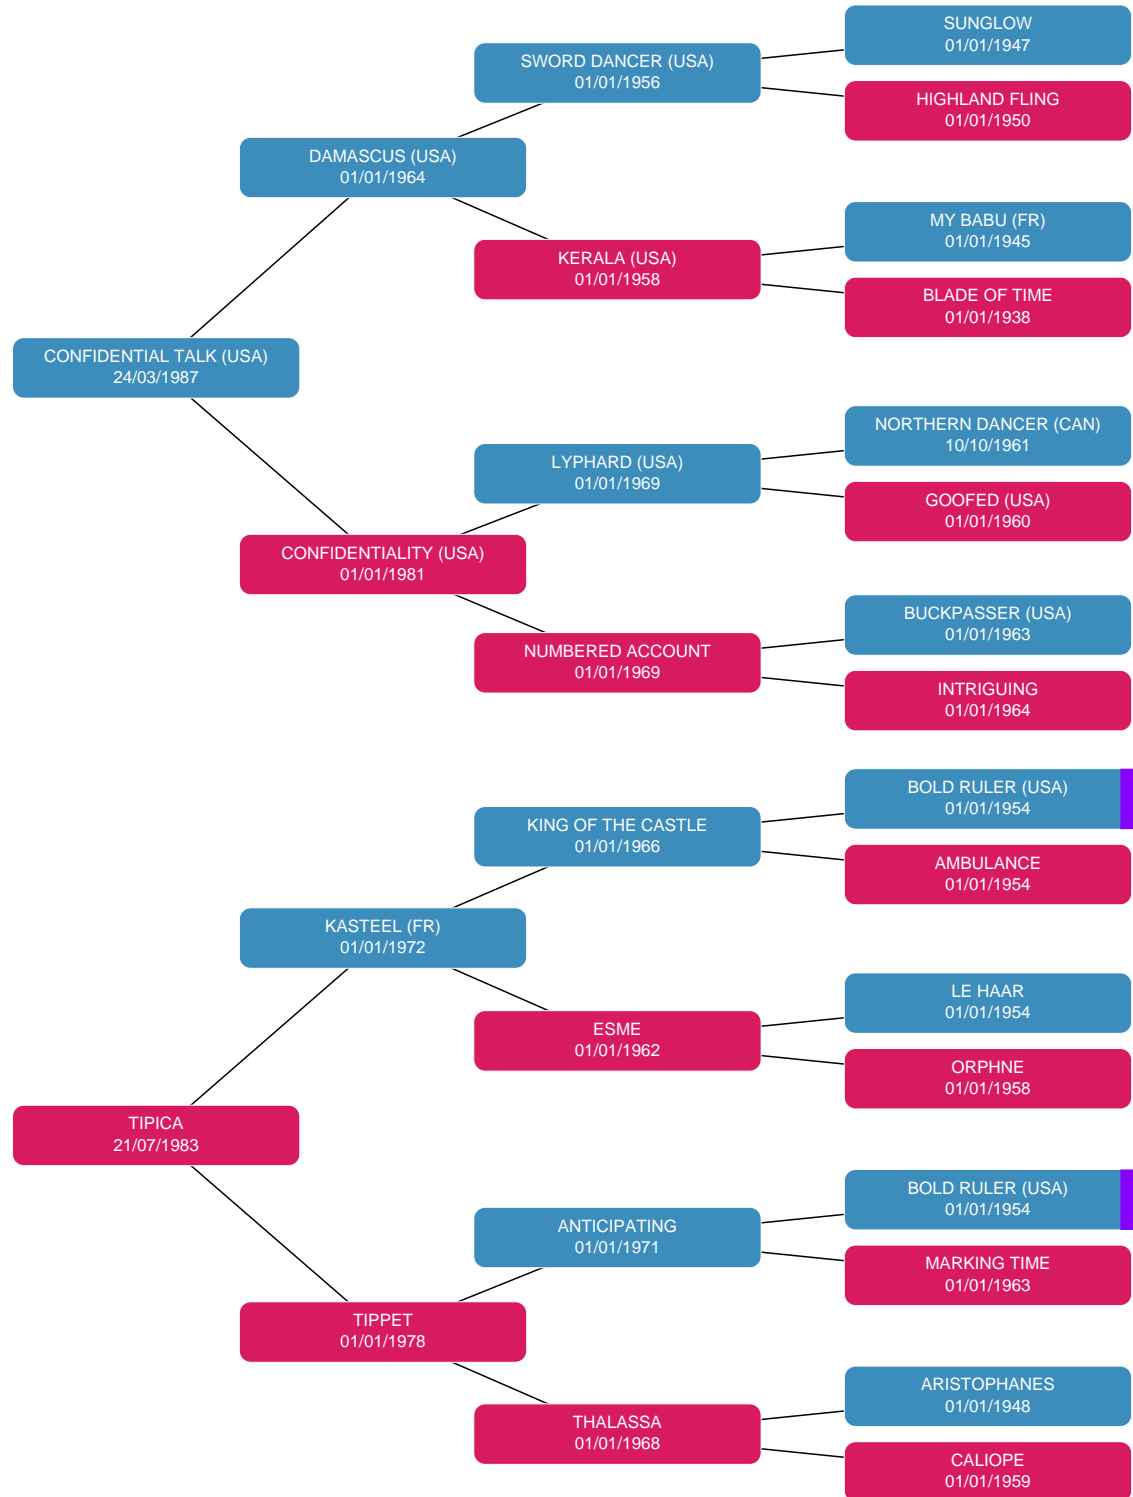 SUNGLOW
01/01/1947
SWORD DANCER (USA)
01/01/1956
HIGHLAND FLING
01/01/1950
DAMASCUS (USA)
01/01/1964
MY BABU (FR)
01/01/1945
KERALA (USA)
01/01/1958
BLADE OF TIME
01/01/1938
CONFIDENTIAL TALK (USA)
24/03/1987
NORTHERN DANCER (CAN)
10/10/1961
LYPHARD (USA)
01/01/1969
GOOFED (USA)
01/01/1960
CONFIDENTIALITY (USA)
01/01/1981
BUCKPASSER (USA)
01/01/1963
NUMBERED ACCOUNT
01/01/1969
INTRIGUING
01/01/1964
BOLD RULER (USA)
01/01/1954
KING OF THE CASTLE
01/01/1966
AMBULANCE
01/01/1954
KASTEEL (FR)
01/01/1972
LE HAAR
01/01/1954
ESME
01/01/1962
ORPHNE
01/01/1958
TIPICA
21/07/1983
BOLD RULER (USA)
01/01/1954
ANTICIPATING
01/01/1971
MARKING TIME
01/01/1963
TIPPET
01/01/1978
ARISTOPHANES
01/01/1948
THALASSA
01/01/1968
CALIOPE
01/01/1959